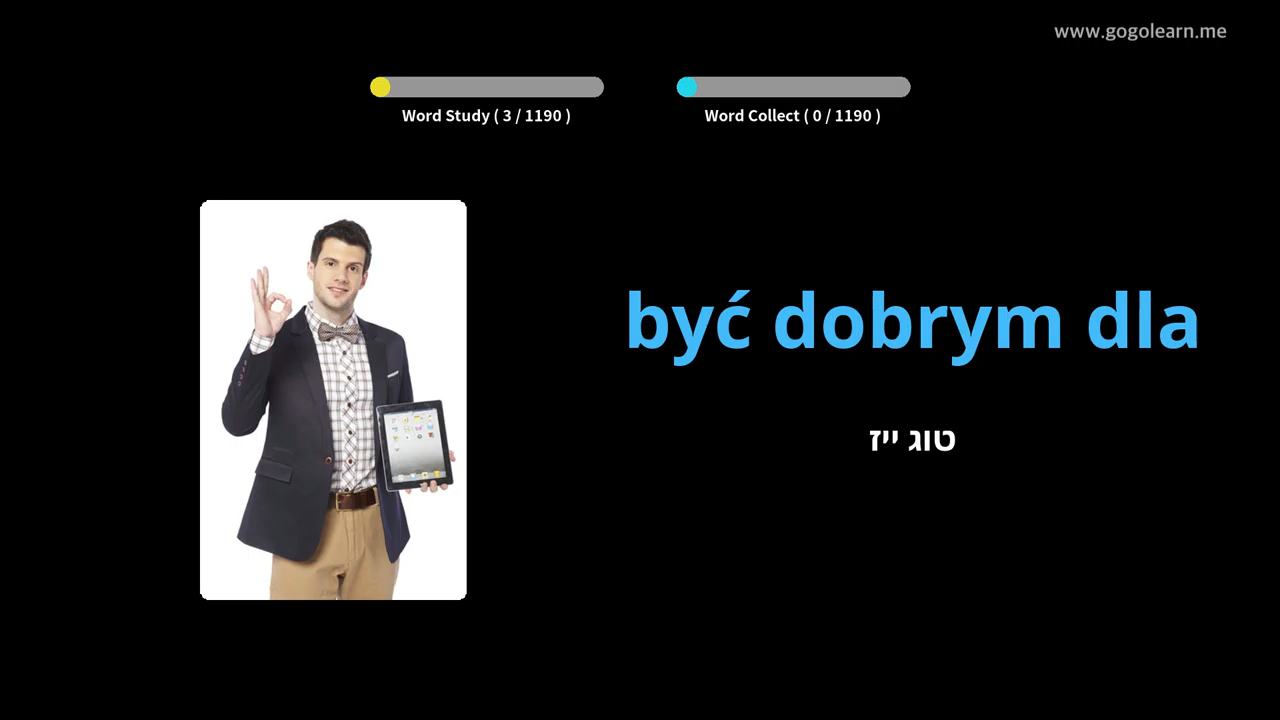 www.gogolearn.me
Word Study ( 3 / 1190 )
Word Collect ( 0 / 1190 )
być dobrym dla
טוג ייז